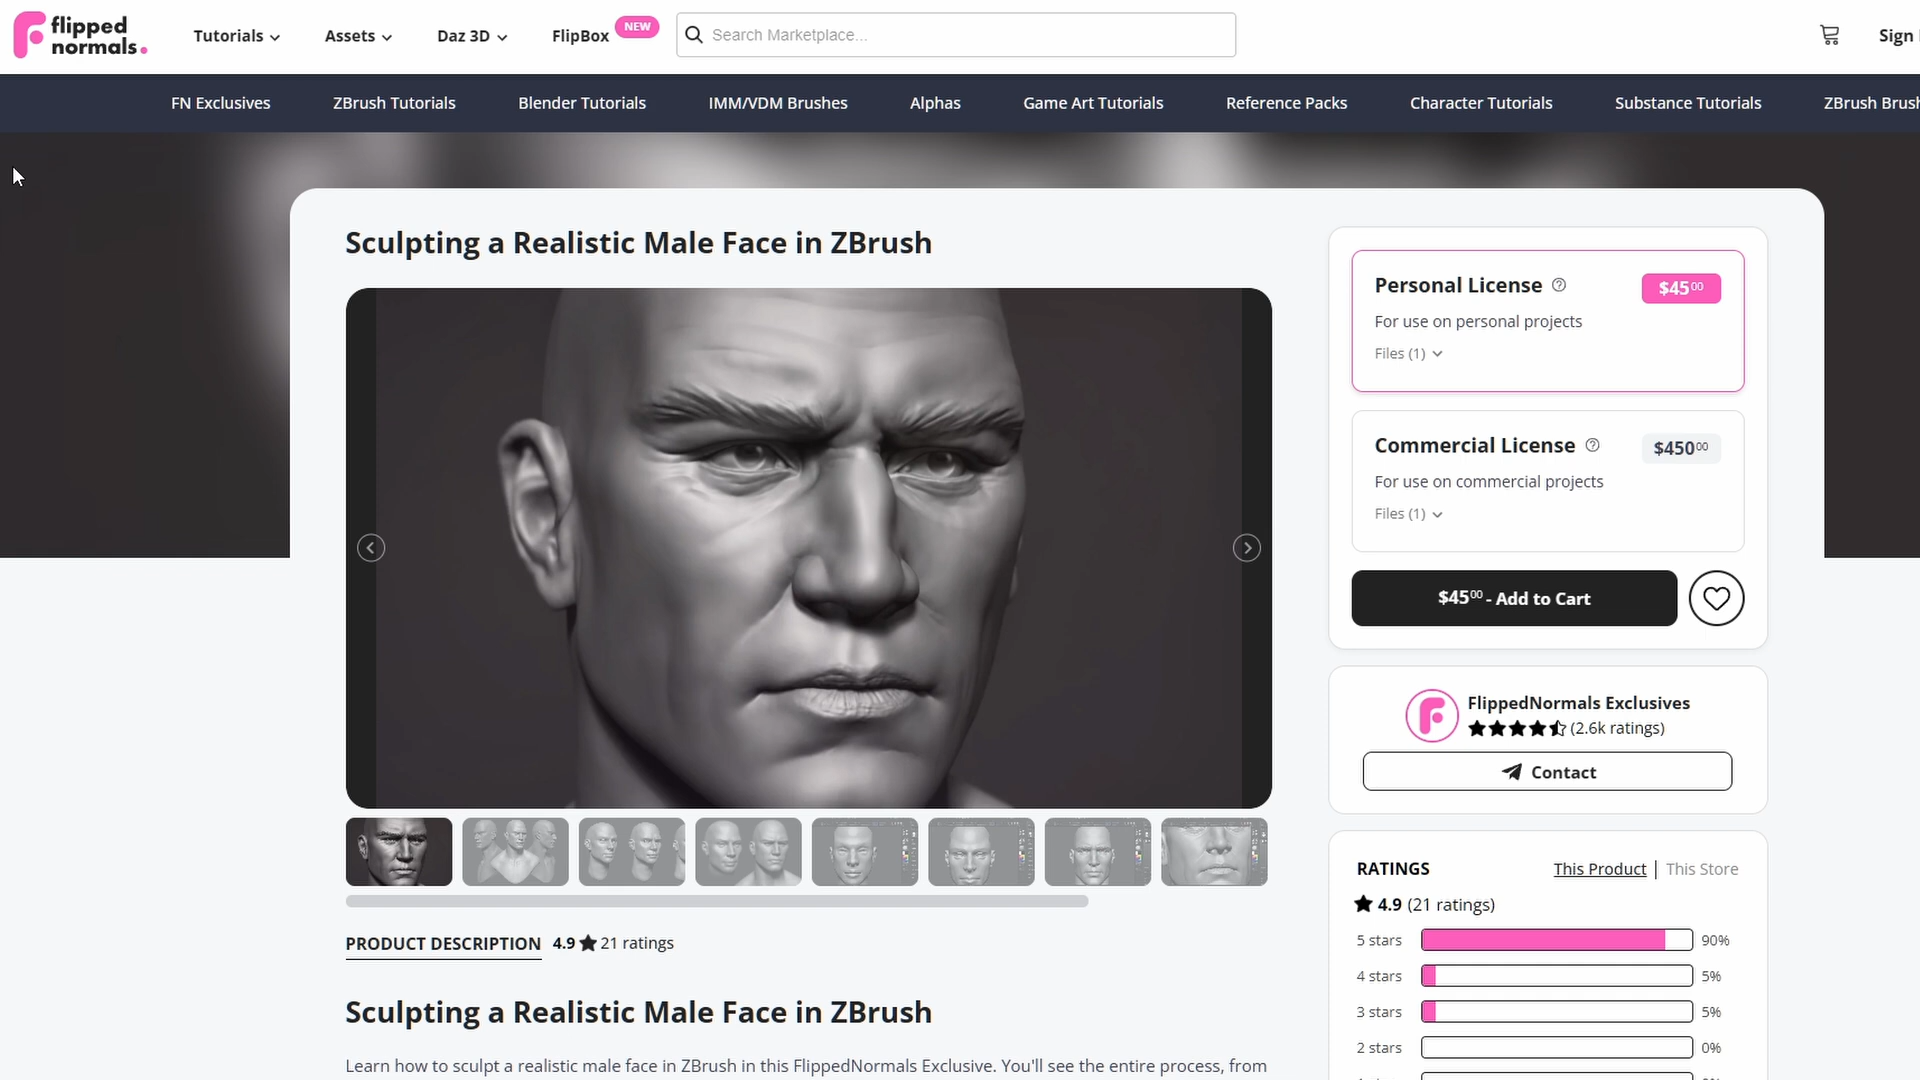 flipped
normals.
Tutorials
Assets
Daz 3D
FlipBox
NEW
Search Marketplace...
Sign
FN Exclusives
ZBrush Tutorials
Blender Tutorials
IMM/VDM Brushes
Alphas
Game Art Tutorials
Reference Packs
Character Tutorials
Substance Tutorials
ZBrush Brush
Sculpting a Realistic Male Face in ZBrush
Personal License
$45 00
For use on personal projects
Files (1)
Commercial License
$450 00
For use on commercial projects
Files (1)
$45 00 - Add to Cart
FlippedNormals Exclusives
(2.6k ratings)
Contact
RATINGS
This Product | This Store
4.9 (21 ratings)
5 stars 90%
4 stars 5%
3 stars 5%
2 stars 0%
PRODUCT DESCRIPTION 4.9 ★ 21 ratings
Sculpting a Realistic Male Face in ZBrush
Learn how to sculpt a realistic male face in ZBrush in this FlippedNormals Exclusive. You'll see the entire process, from